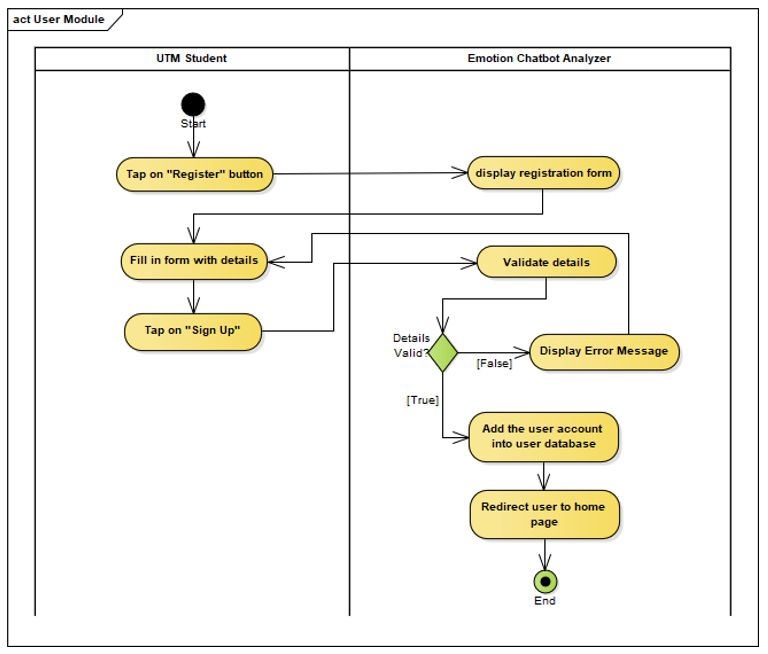 act User Module
UTM Student
Emotion Chatbot Analyzer
Start
Tap on "Register" button
display registration form
Fill in form with details
Validate details
Tap on "Sign Up"
Details
Valid?
[False]
Display Error Message
[True]
Add the user account
into user database
Redirect user to home
page
End